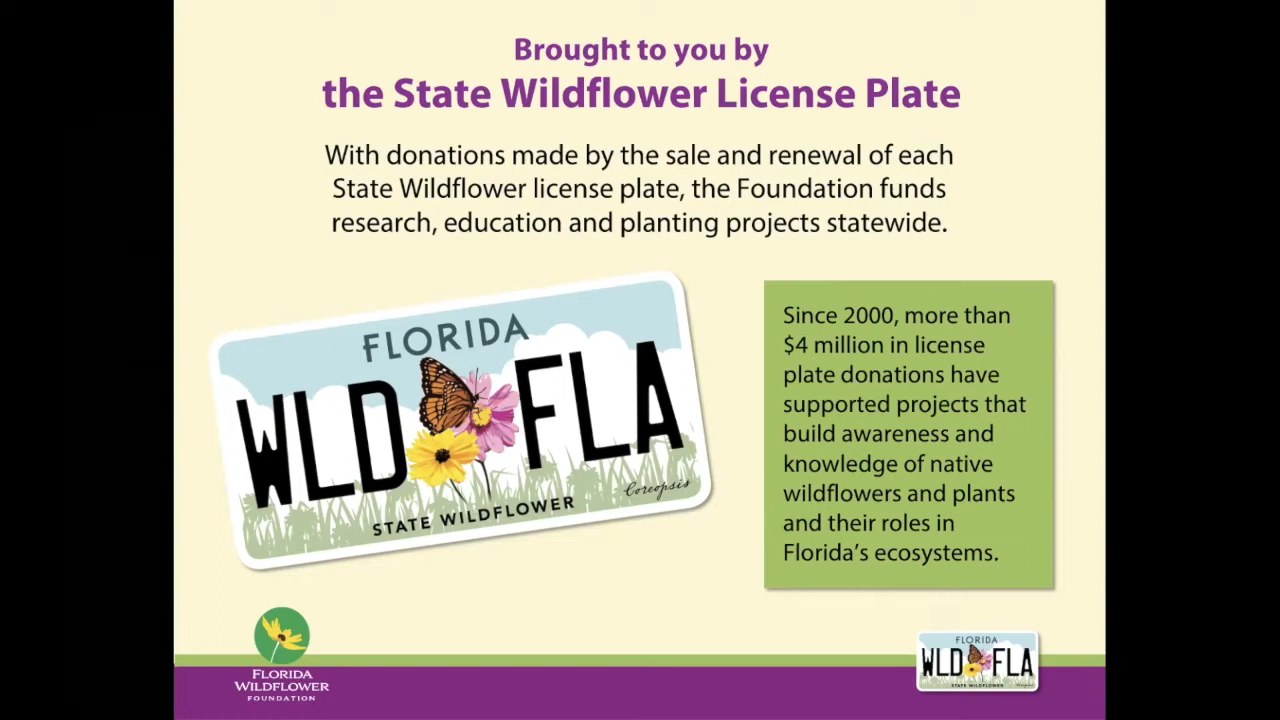 Brought to you by
the State Wildflower License Plate
With donations made by the sale and renewal of each
State Wildflower license plate, the Foundation funds
research, education and planting projects statewide.
FLORIDA
WLD FLA
Coreopsis
STATE WILDFLOWER
Since 2000, more than
$4 million in license
plate donations have
supported projects that
build awareness and
knowledge of native
wildflowers and plants
and their roles in
Florida’s ecosystems.
FLORIDA
WILDFLOWER
FOUNDATION
FLORIDA
WLD FLA
STATE WILDFLOWER
Coreopsis